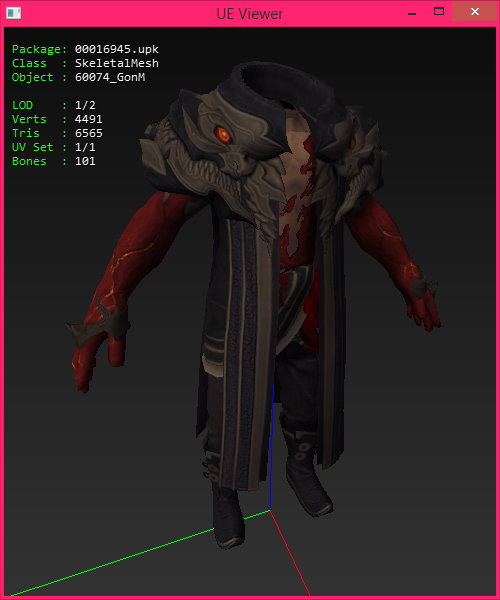 UE Viewer
Package: 00016945.upk
Class : SkeletalMesh
Object : 60074_GonM
LOD : 1/2
Verts : 4491
Tris : 6565
UV Set : 1/1
Bones : 101